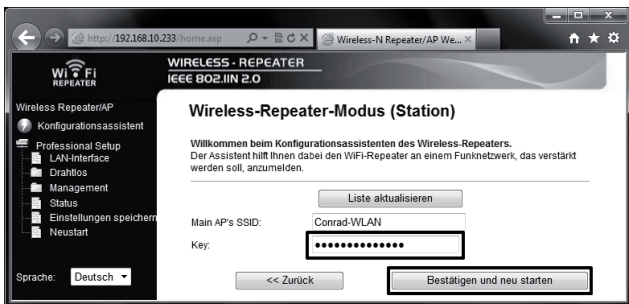 http://192.168.10.233/home.asp
Wireless-N Repeater/AP We...
Wi Fi
REPEATER
WIRELESS - REPEATER
IEEE 802.11N 2.0
Wireless Repeater/AP
Konfigurationsassistent
Professional Setup
LAN-Interface
Drahtlos
Management
Status
Einstellungen speichern
Neustart
Sprache: Deutsch
Wireless-Repeater-Modus (Station)
Willkommen beim Konfigurationsassistenten des Wireless-Repeaters.
Der Assistent hilft Ihnen dabei den WiFi-Repeater an einem Funknetzwerk, das verstärkt
werden soll, anzumelden.
Liste aktualisieren
Main AP's SSID: Conrad-WLAN
Key: ••••••••••••••
<< Zurück
Bestätigen und neu starten